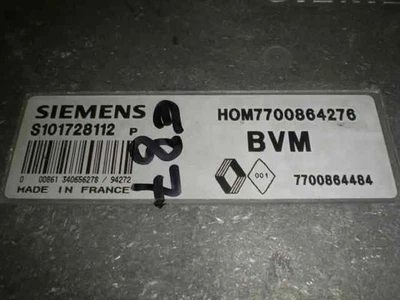 SIEMENS
S101728112 P
0 00861 340656278 / 94272
MADE IN FRANCE
HOM7700864276
BVM
001
7700864484